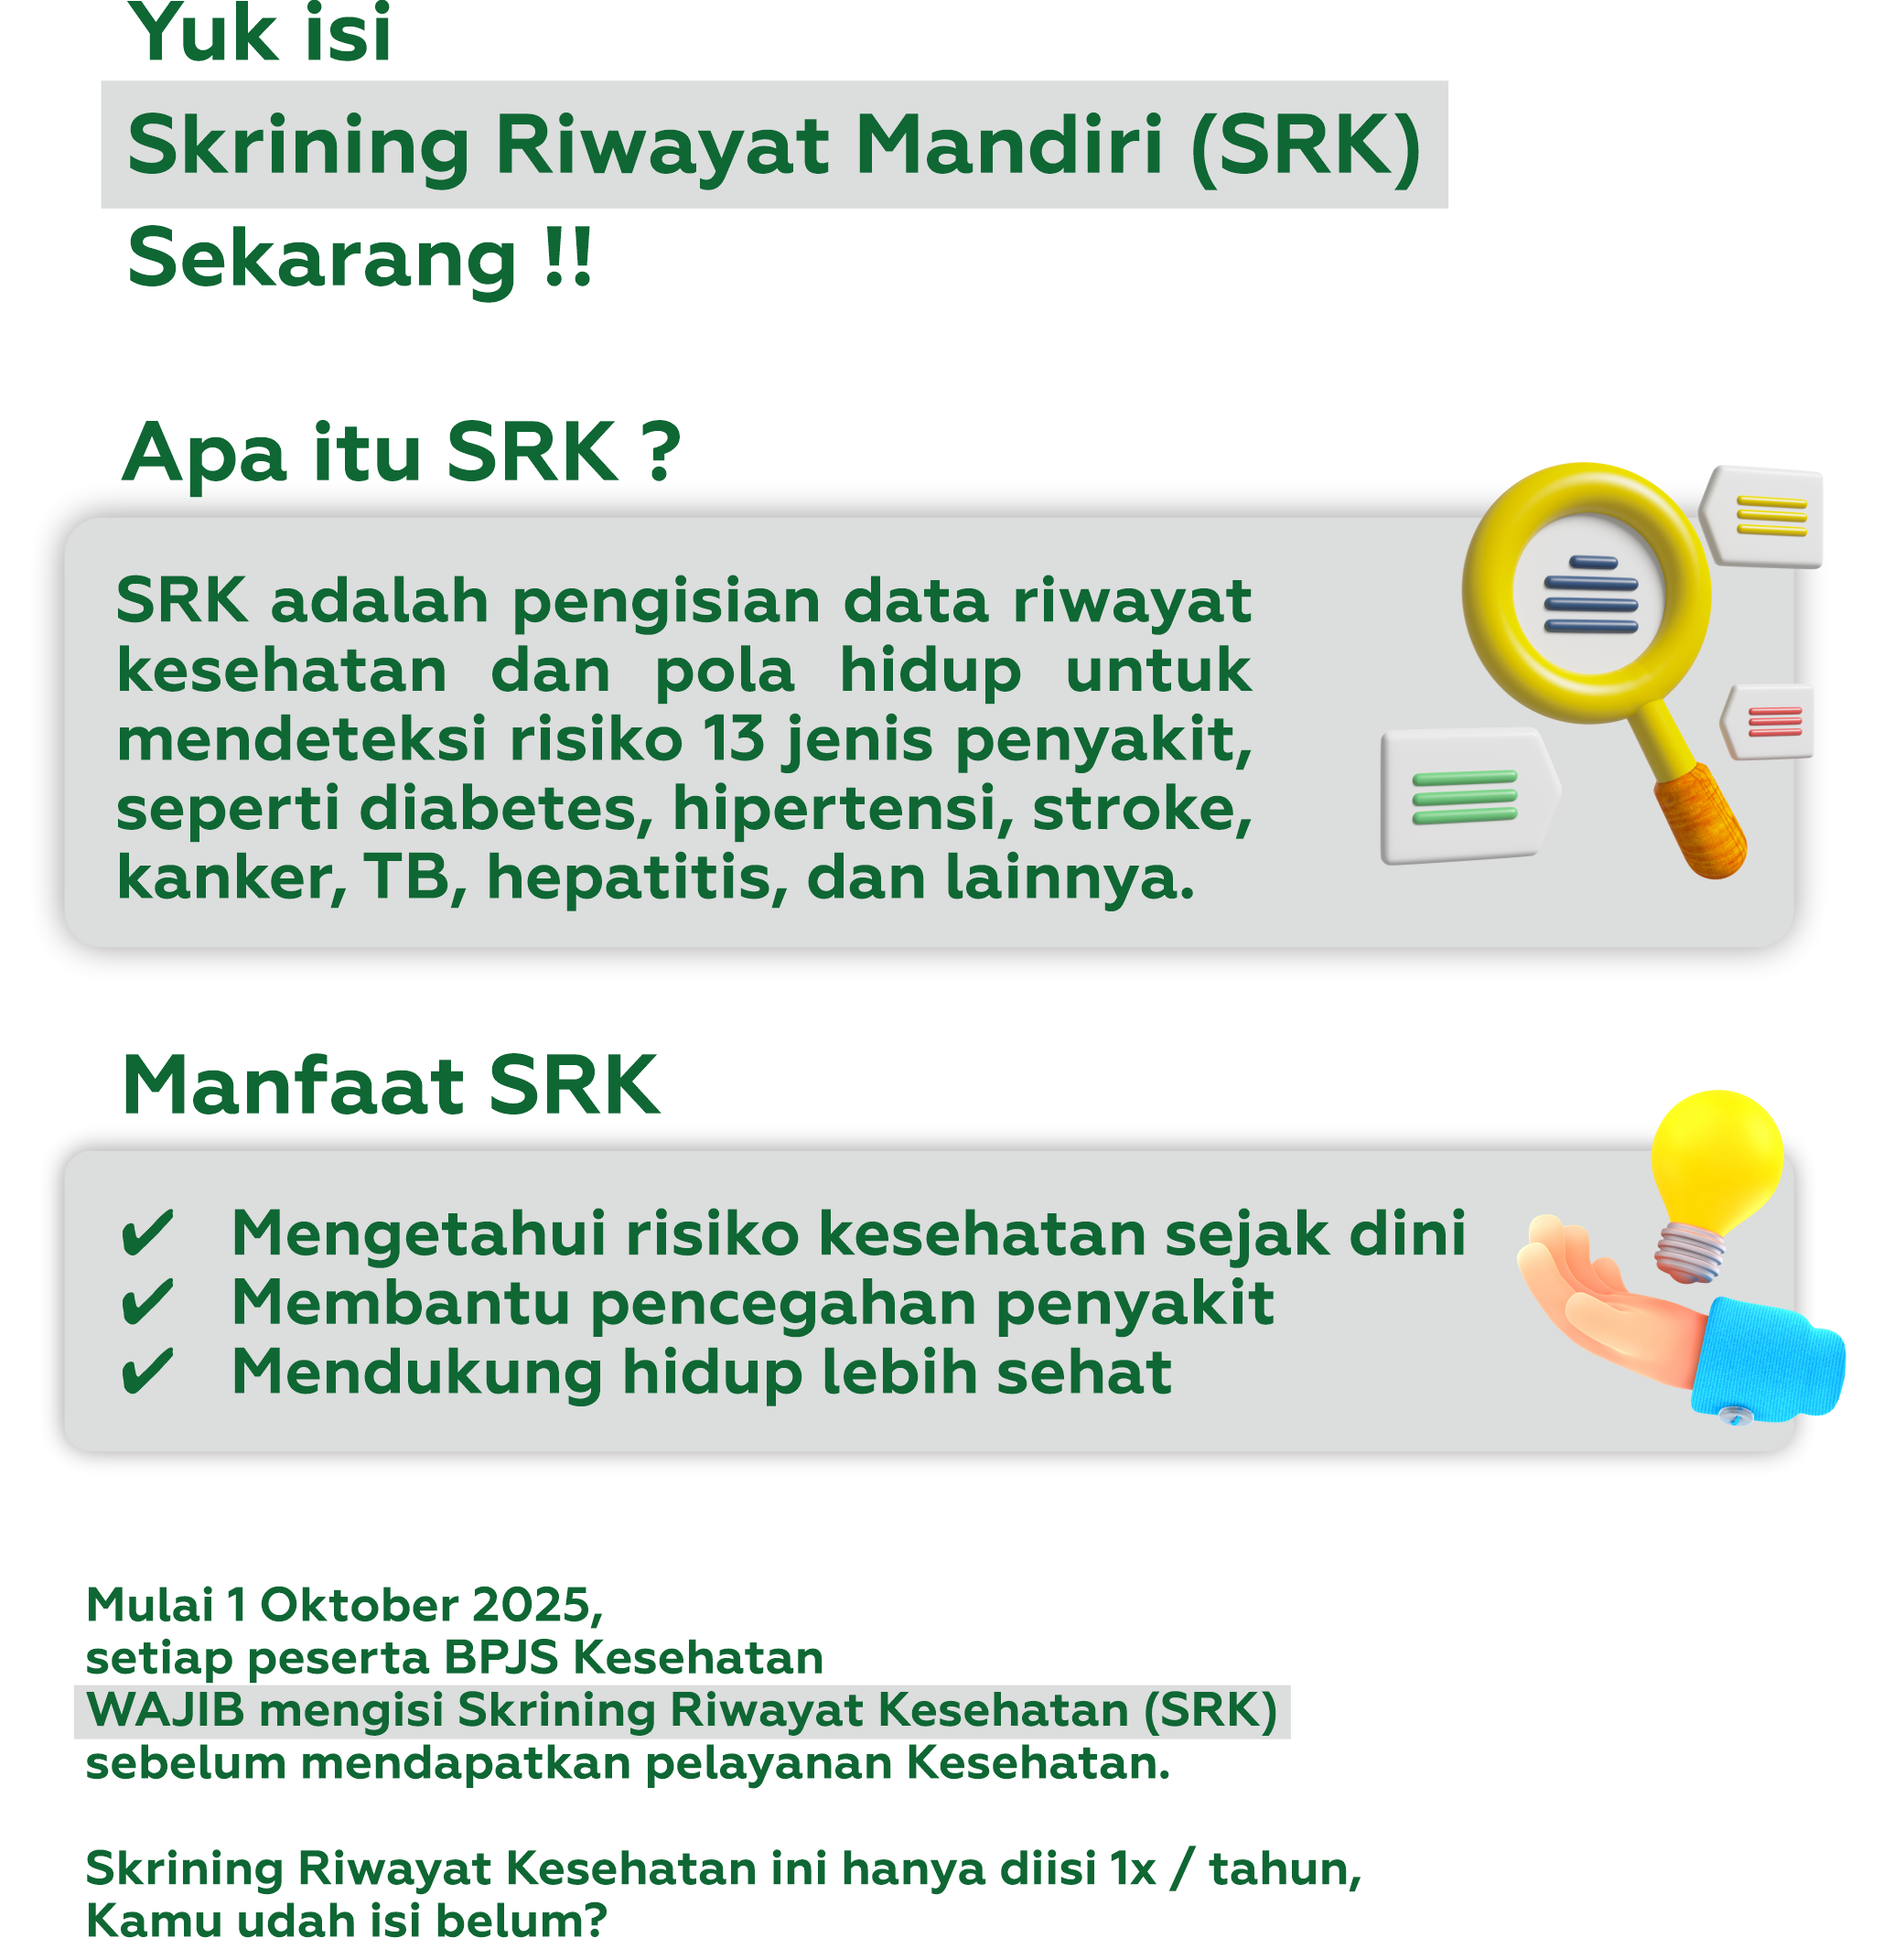 Yuk isi
Skrining Riwayat Mandiri (SRK)
Sekarang !!
Apa itu SRK ?
SRK adalah pengisian data riwayat
kesehatan dan pola hidup untuk
mendeteksi risiko 13 jenis penyakit,
seperti diabetes, hipertensi, stroke,
kanker, TB, hepatitis, dan lainnya.
Manfaat SRK
✔ Mengetahui risiko kesehatan sejak dini
✔ Membantu pencegahan penyakit
✔ Mendukung hidup lebih sehat
Mulai 1 Oktober 2025,
setiap peserta BPJS Kesehatan
WAJIB mengisi Skrining Riwayat Kesehatan (SRK)
sebelum mendapatkan pelayanan Kesehatan.
Skrining Riwayat Kesehatan ini hanya diisi 1x / tahun,
Kamu udah isi belum?